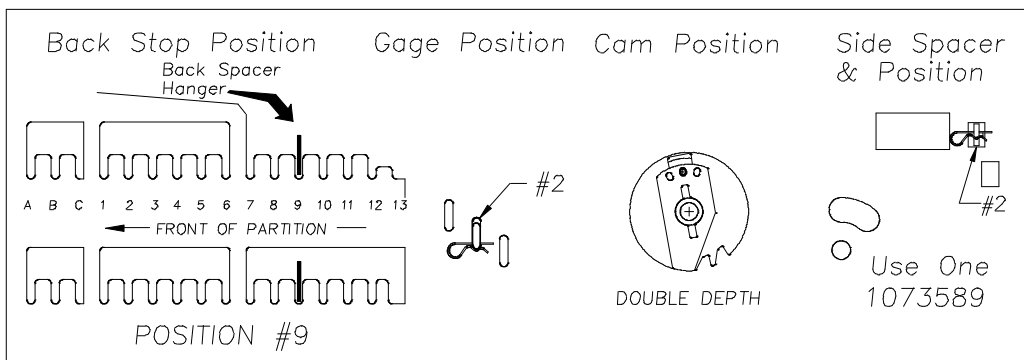 Back Stop Position
Back Spacer
Hanger
A B C 1 2 3 4 5 6 7 8 9 10 11 12 13
FRONT OF PARTITION
POSITION #9
Gage Position
#2
Cam Position
DOUBLE DEPTH
Side Spacer
& Position
#2
Use One
1073589